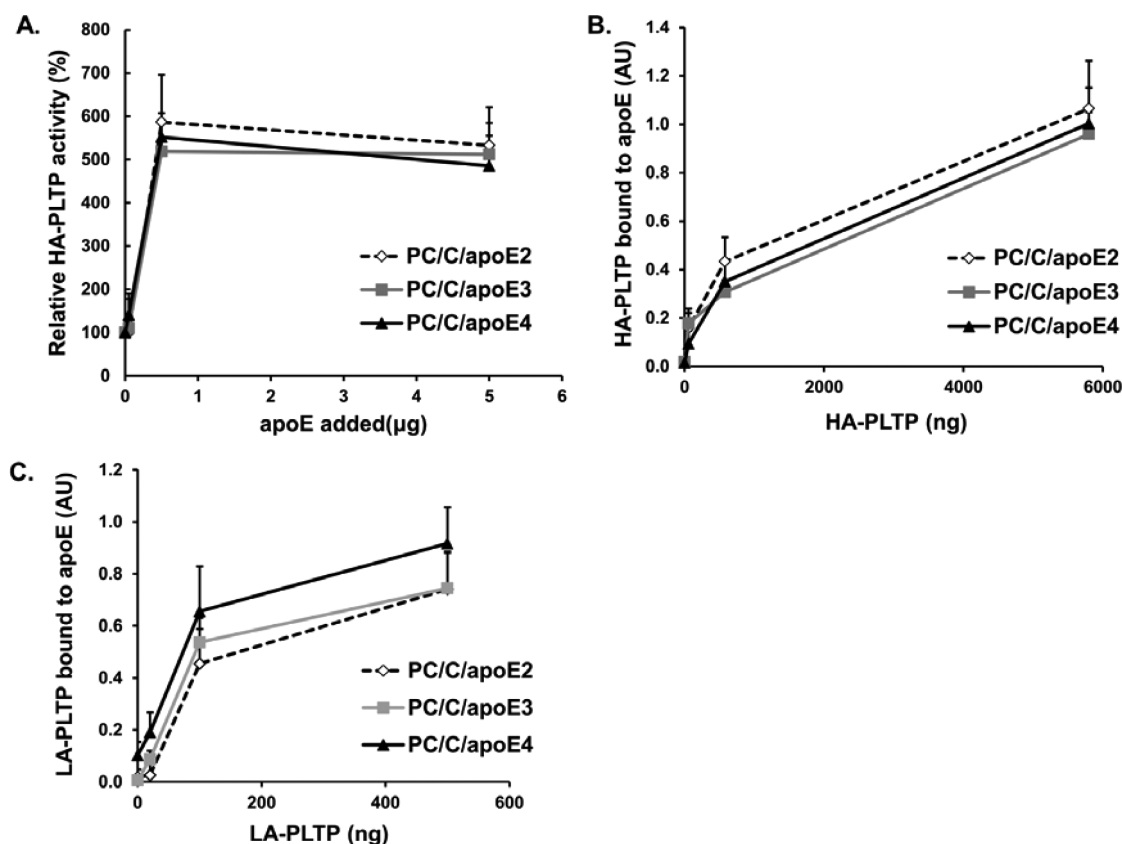 A.
Relative HA-PLTP activity (%)
800
700
600
500
400
300
200
100
0
PC/C/apoE2
PC/C/apoE3
PC/C/apoE4
0 1 2 3 4 5 6
apoE added(µg)
B.
HA-PLTP bound to apoE (AU)
1.4
1.2
1.0
0.8
0.6
0.4
0.2
0.0
PC/C/apoE2
PC/C/apoE3
PC/C/apoE4
0 2000 4000 6000
HA-PLTP (ng)
C.
LA-PLTP bound to apoE (AU)
1.2
1.0
0.8
0.6
0.4
0.2
0.0
PC/C/apoE2
PC/C/apoE3
PC/C/apoE4
0 200 400 600
LA-PLTP (ng)